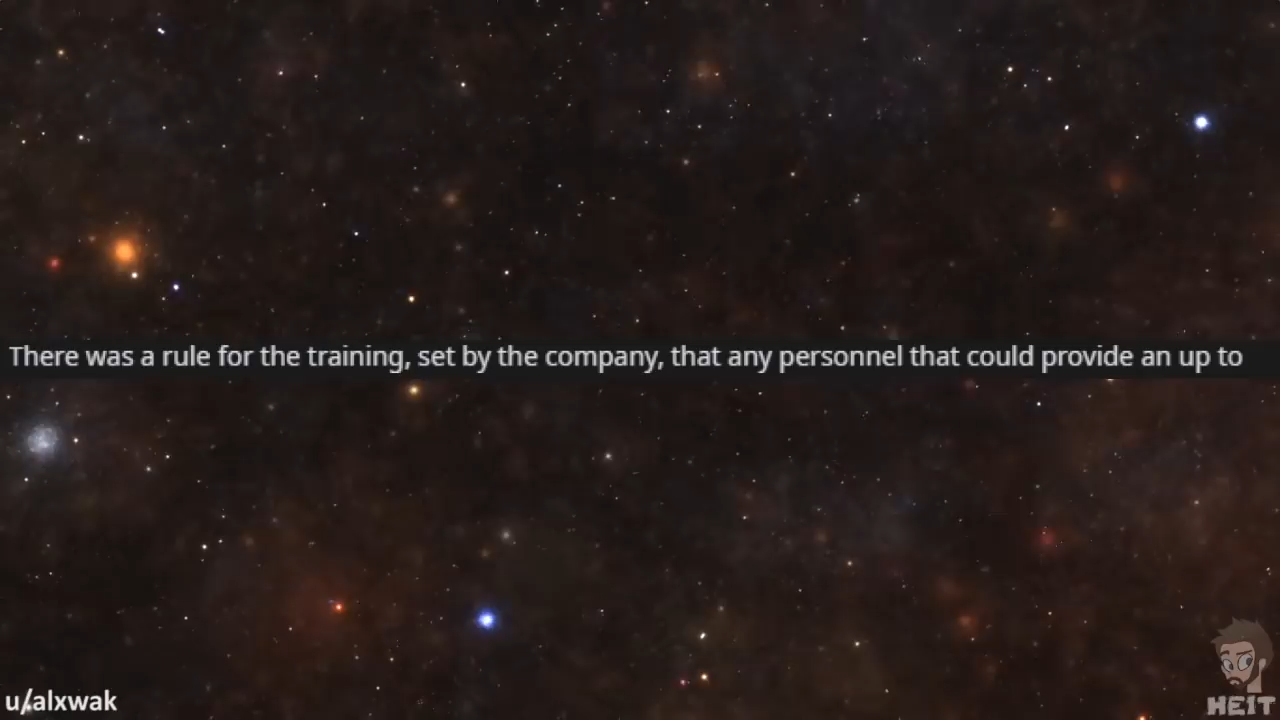 There was a rule for the training, set by the company, that any personnel that could provide an up to
u/alxwak
HEIT